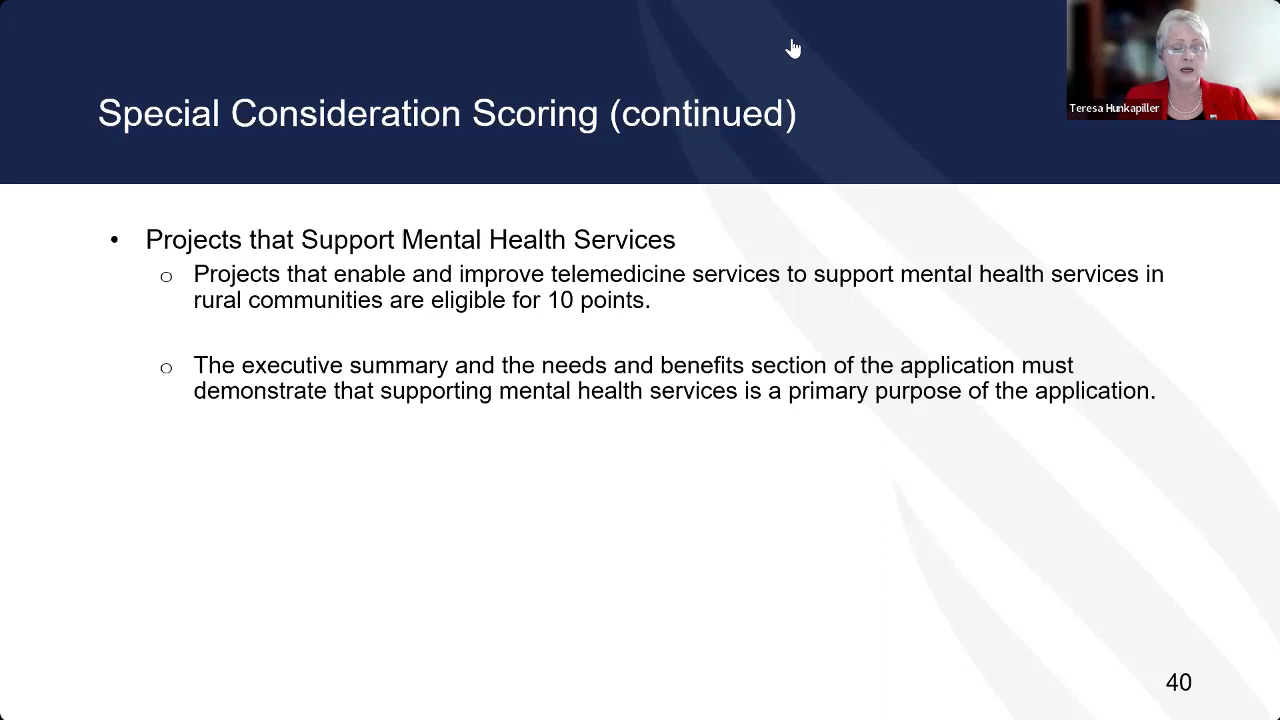 Teresa Hunkapiller
Special Consideration Scoring (continued)
• Projects that Support Mental Health Services
o Projects that enable and improve telemedicine services to support mental health services in
rural communities are eligible for 10 points.
o The executive summary and the needs and benefits section of the application must
demonstrate that supporting mental health services is a primary purpose of the application.
40